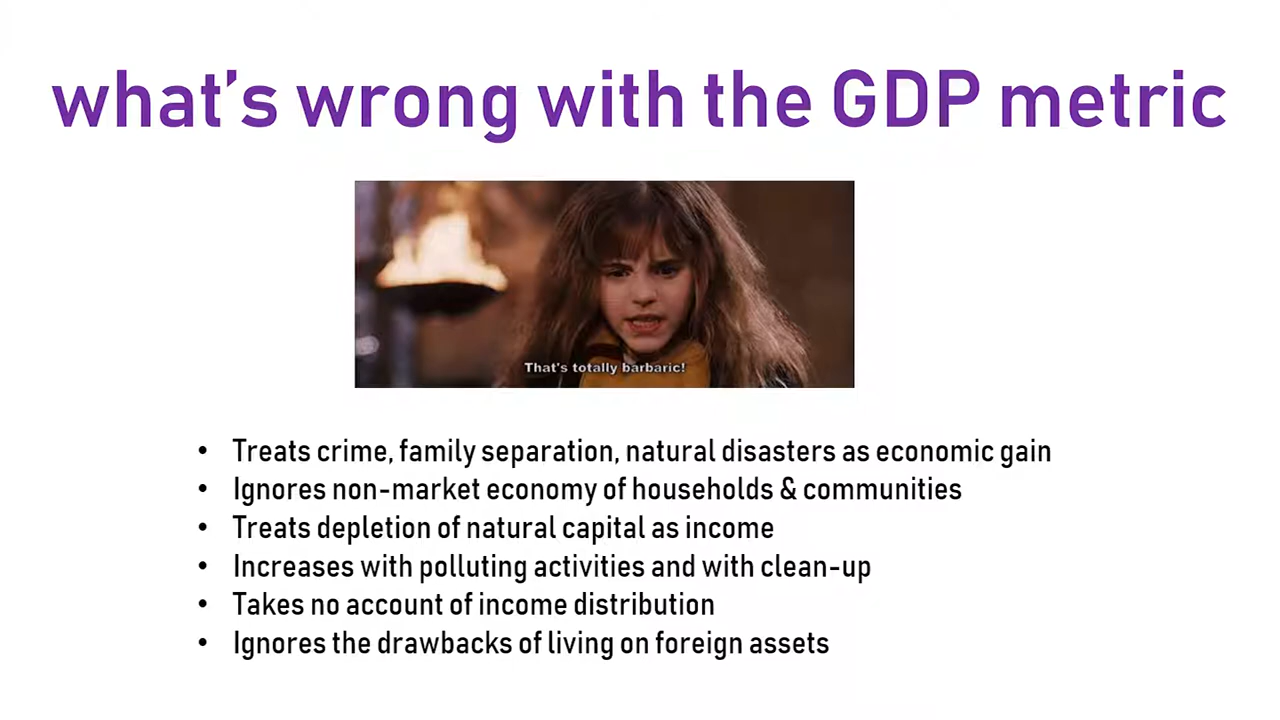 what's wrong with the GDP metric
That's totally barbaric!
• Treats crime, family separation, natural disasters as economic gain
• Ignores non-market economy of households & communities
• Treats depletion of natural capital as income
• Increases with polluting activities and with clean-up
• Takes no account of income distribution
• Ignores the drawbacks of living on foreign assets